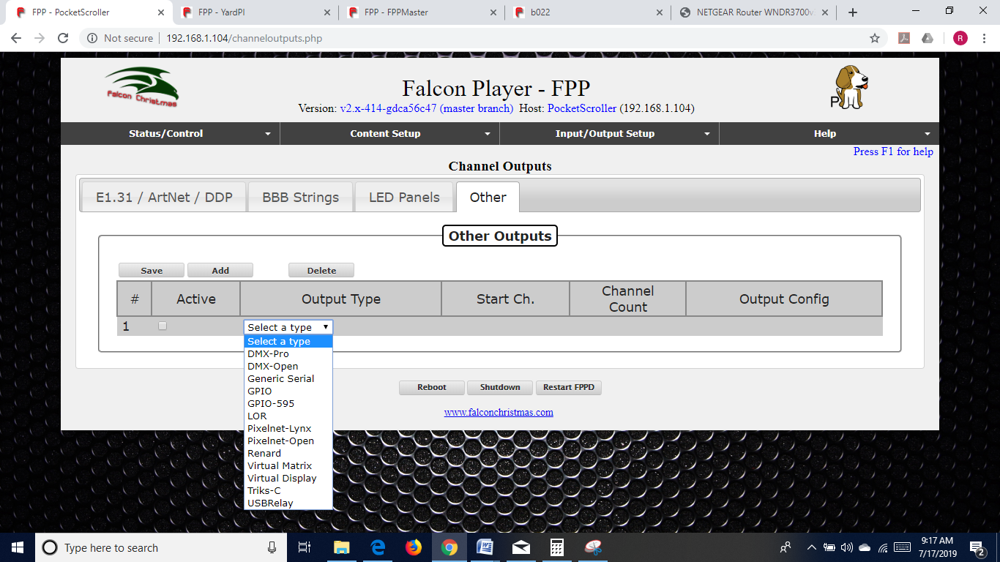 FPP - PocketScroller
FPP - YardPI
FPP - FPPMaster
b022
NETGEAR Router WNDR3700v
Not secure | 192.168.1.104/channeloutputs.php
R
Falcon Christmas
Falcon Player - FPP
P
Version: v2.x-414-gdca56c47 (master branch) Host: PocketScroller (192.168.1.104)
Status/Control
Content Setup
Input/Output Setup
Help
Press F1 for help
Channel Outputs
E1.31 / ArtNet / DDP
BBB Strings
LED Panels
Other
Other Outputs
Save
Add
Delete
#
Active
Output Type
Start Ch.
Channel Count
Output Config
1
Select a type
Select a type
DMX-Pro
DMX-Open
Generic Serial
GPIO
GPIO-595
LOR
Pixelnet-Lynx
Pixelnet-Open
Renard
Virtual Matrix
Virtual Display
Triks-C
USBRelay
Reboot
Shutdown
Restart FPPD
www.falconchristmas.com
Type here to search
9:17 AM
7/17/2019
2